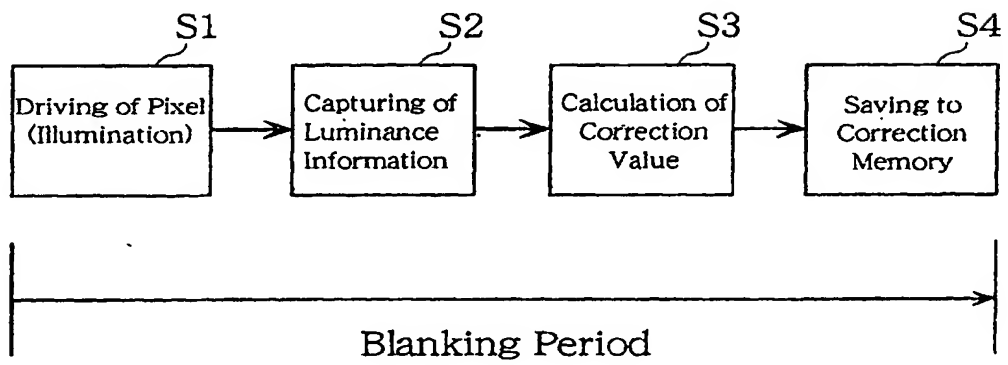 S1
S2
S3
S4
Driving of Pixel
(Illumination)
Capturing of
Luminance
Information
Calculation of
Correction
Value
Saving to
Correction
Memory
Blanking Period